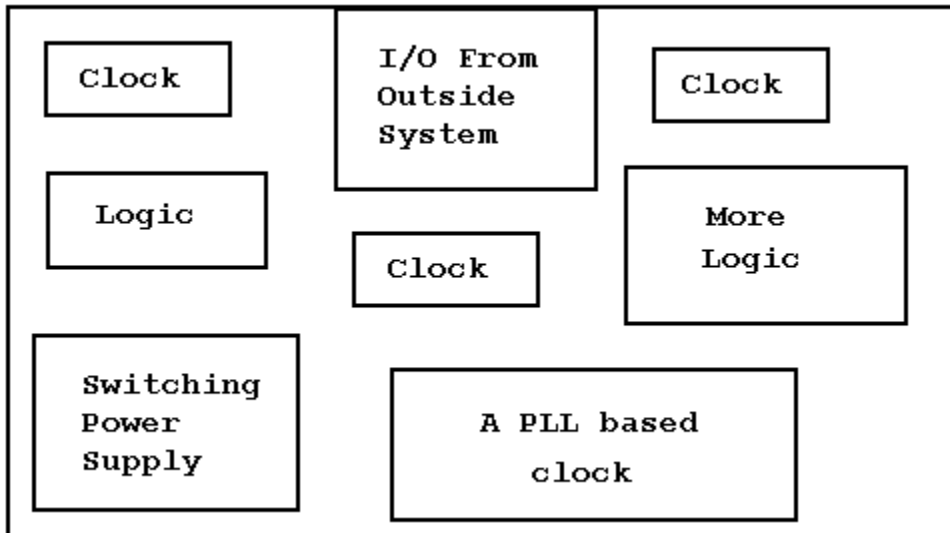 Clock
I/O From
Outside
System
Clock
Logic
Clock
More
Logic
Switching
Power
Supply
A PLL based
clock